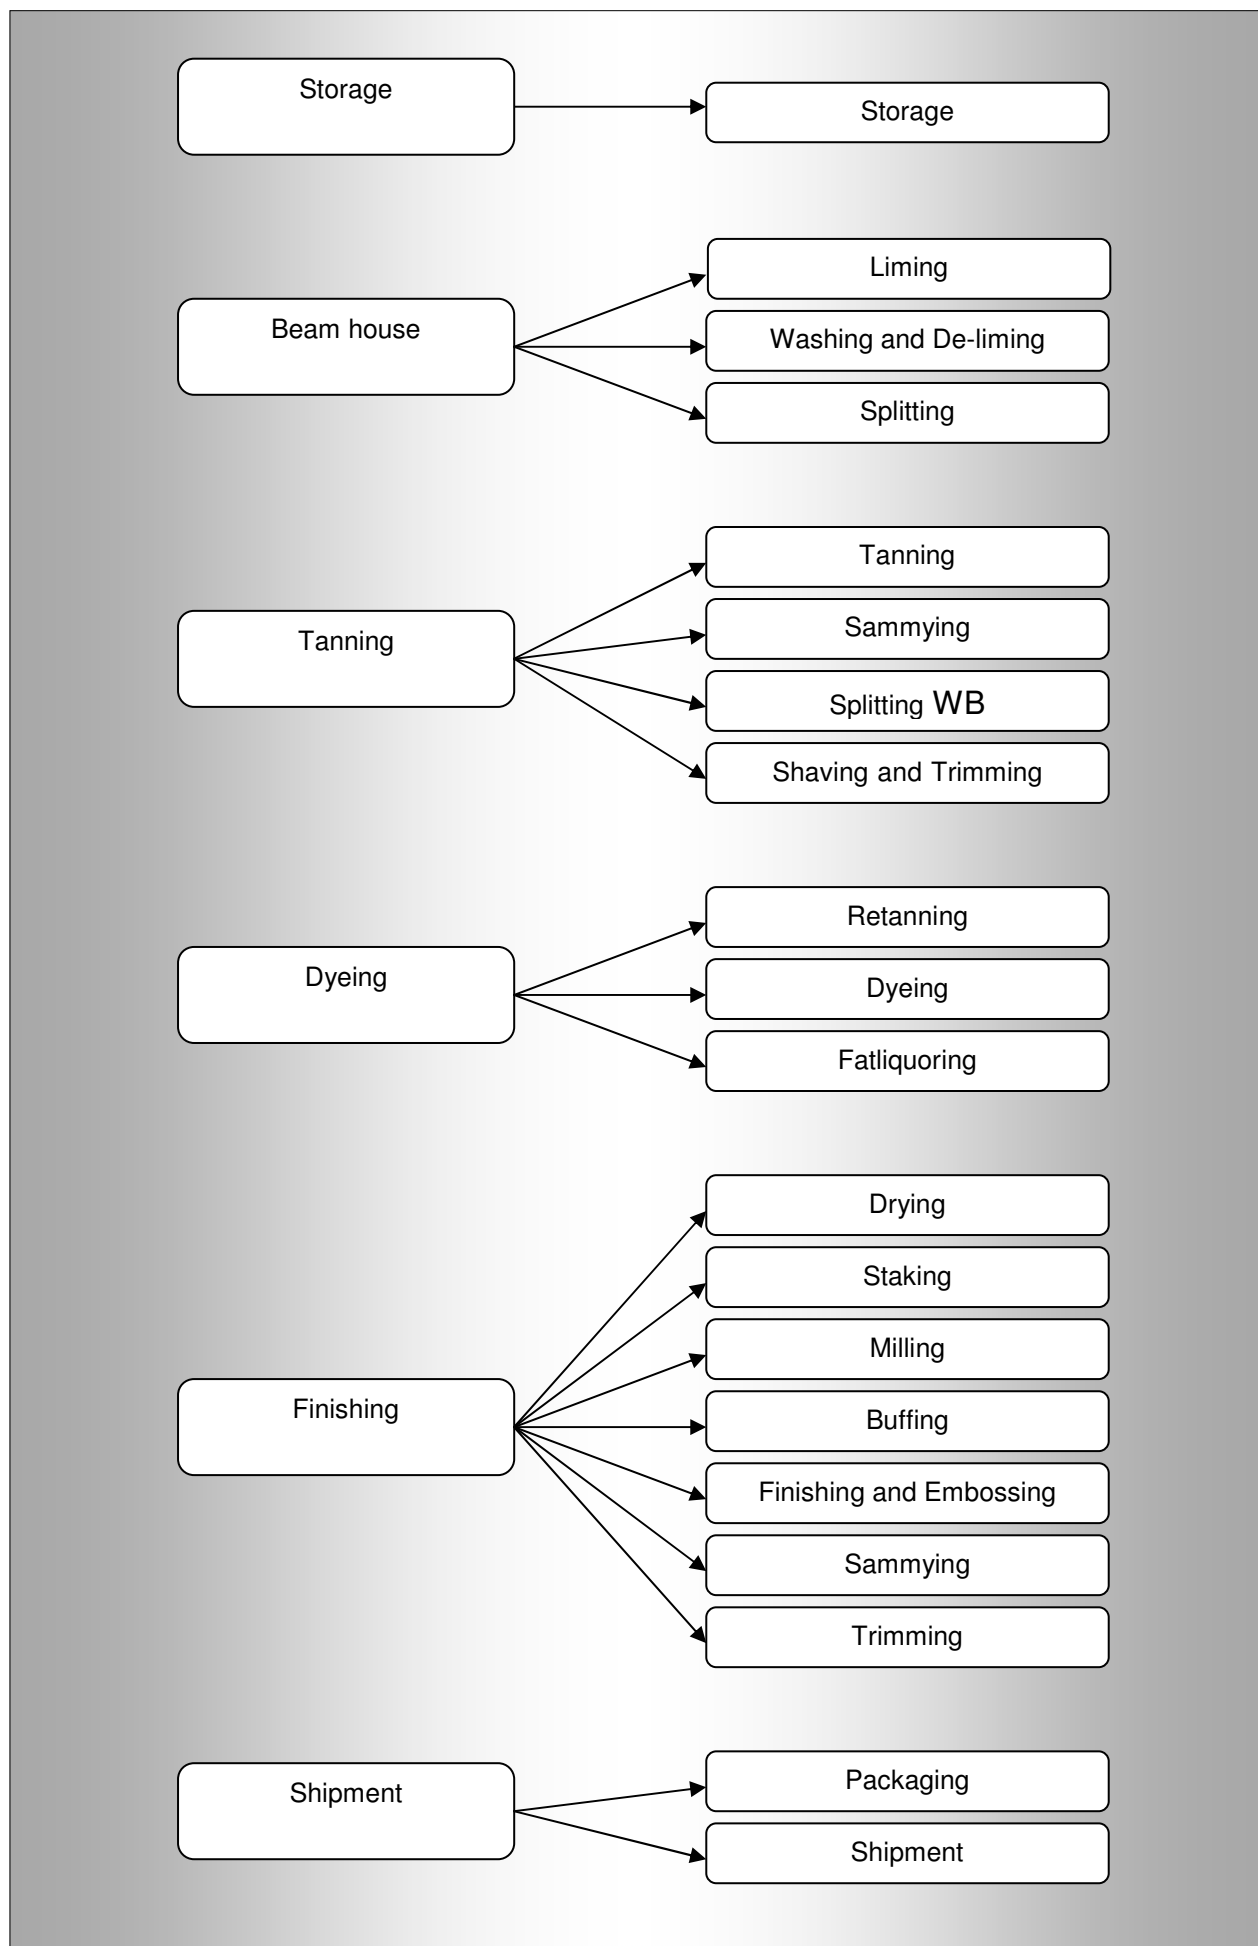 Storage
Storage
Beam house
Liming
Washing and De-liming
Splitting
Tanning
Tanning
Sammying
Splitting WB
Shaving and Trimming
Dyeing
Retanning
Dyeing
Fatliquoring
Finishing
Drying
Staking
Milling
Buffing
Finishing and Embossing
Sammying
Trimming
Shipment
Packaging
Shipment